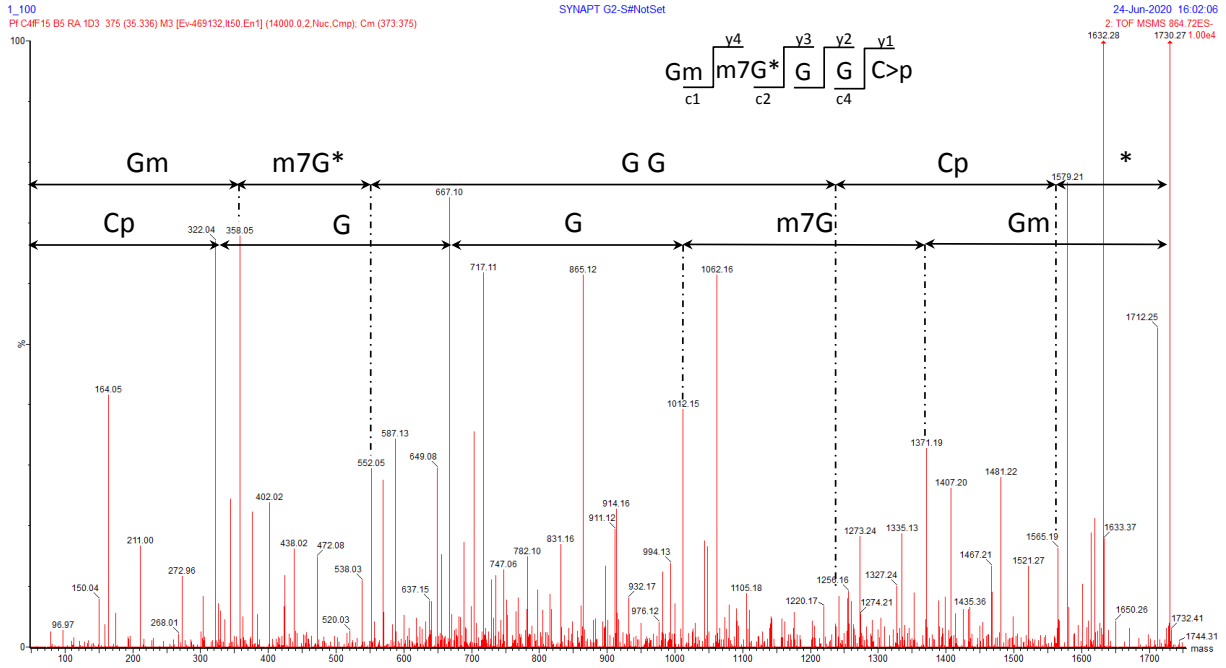 1_100 SYNAPT G2-S#NotSet 24-Jun-2020 16:02:06
Pf C4fF15 B5 RA 1D3 375 (35.336) M3 [Ev-469132,It50,En1] (14000.0.2,Nuc,Cmp); Cm (373:375) 2: TOF MSMS 864.72ES-
1632.28 1730.27 1.00e4
100
y4 y3 y2 y1
Gm m7G* G G C>p
c1 c2 c4
Gm m7G* G G Cp *
1579.21
667.10
Cp G G m7G Gm
322.04 358.05
717.11 865.12 1062.16
1712.25
%
164.05
1012.15
587.13
1371.19
649.08
552.05
1481.22
402.02
1407.20
914.16
911.12
211.00 438.02 472.08 831.16 1273.24 1335.13 1565.19 1633.37
782.10 994.13
272.96 538.03 747.06 1467.21 1521.27
1327.24
150.04 637.15 932.17 1105.18 1256.16
1220.17 1274.21 1435.36
96.97 268.01 520.03 976.12 1650.26 1732.41
1744.31
0
100 200 300 400 500 600 700 800 900 1000 1100 1200 1300 1400 1500 1600 1700 mass